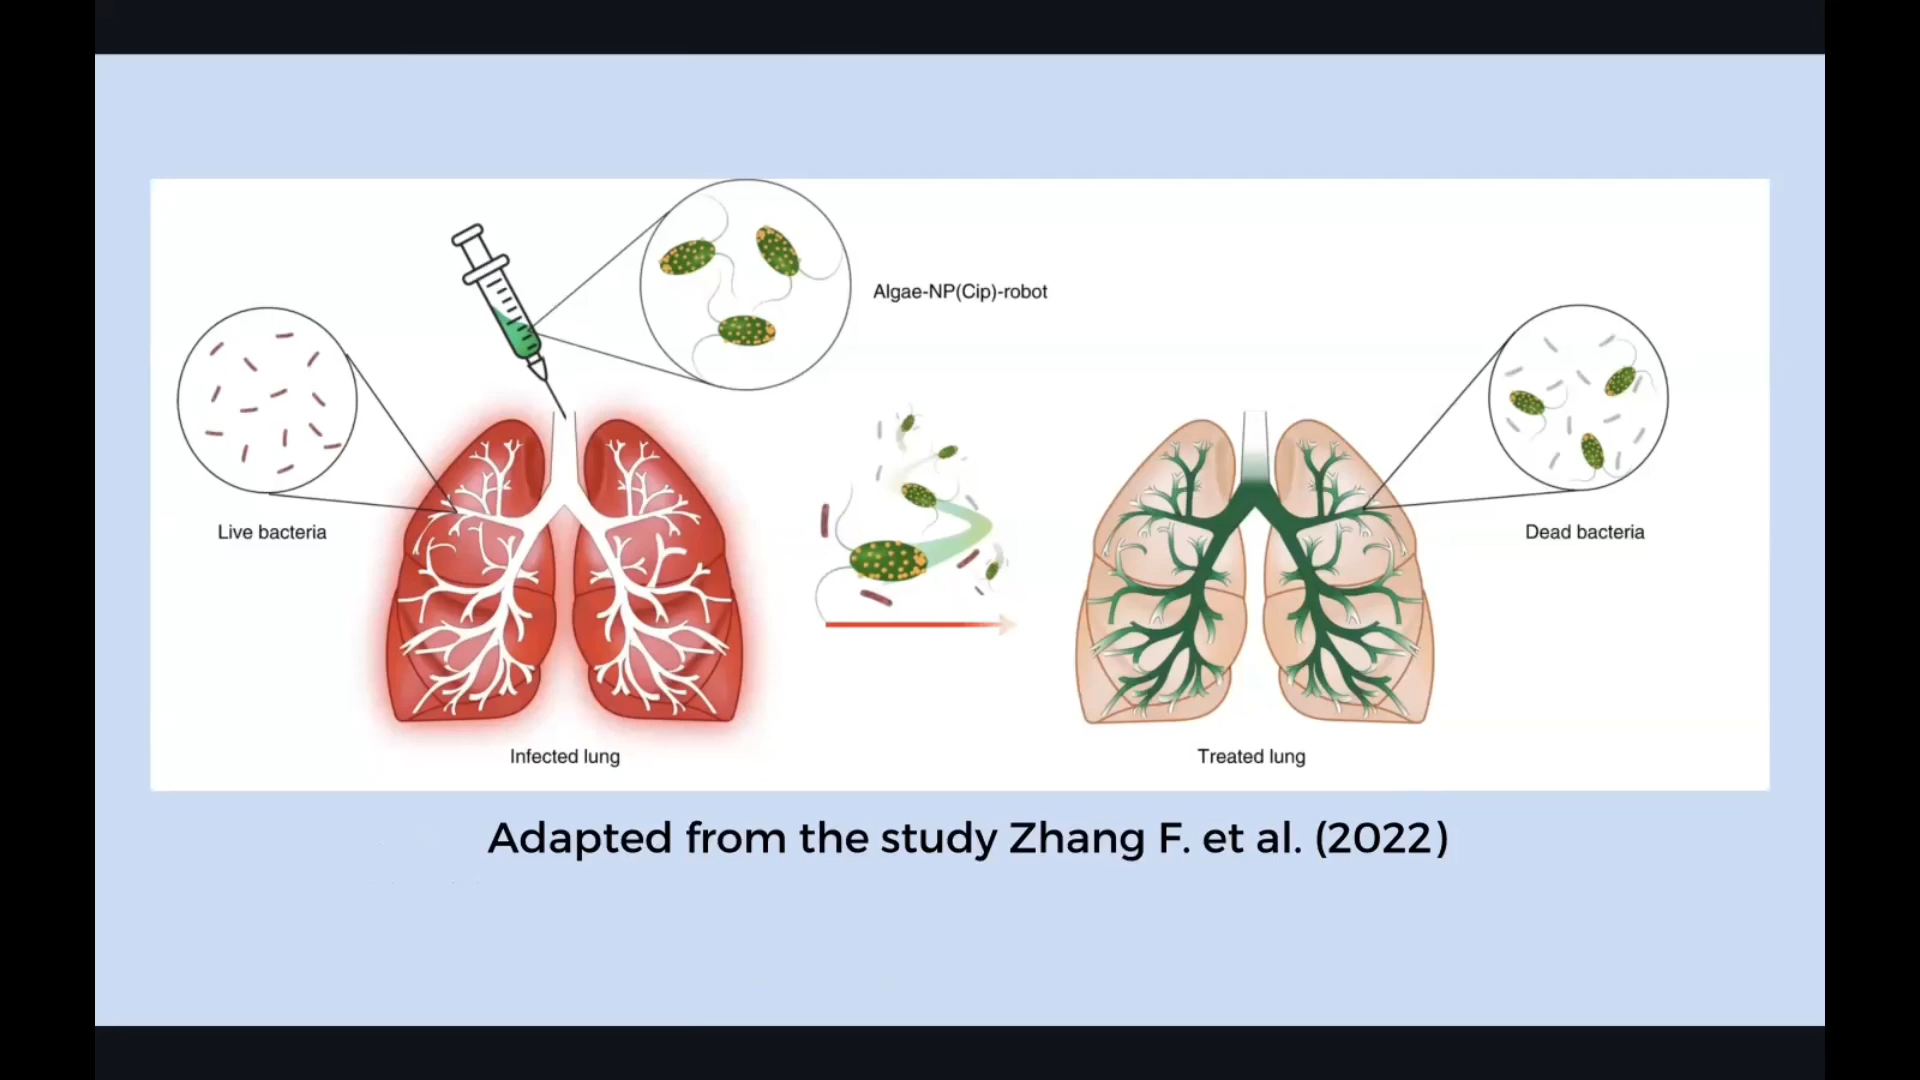 Algae-NP(Cip)-robot
Live bacteria
Dead bacteria
Infected lung
Treated lung
Adapted from the study Zhang F. et al. (2022)